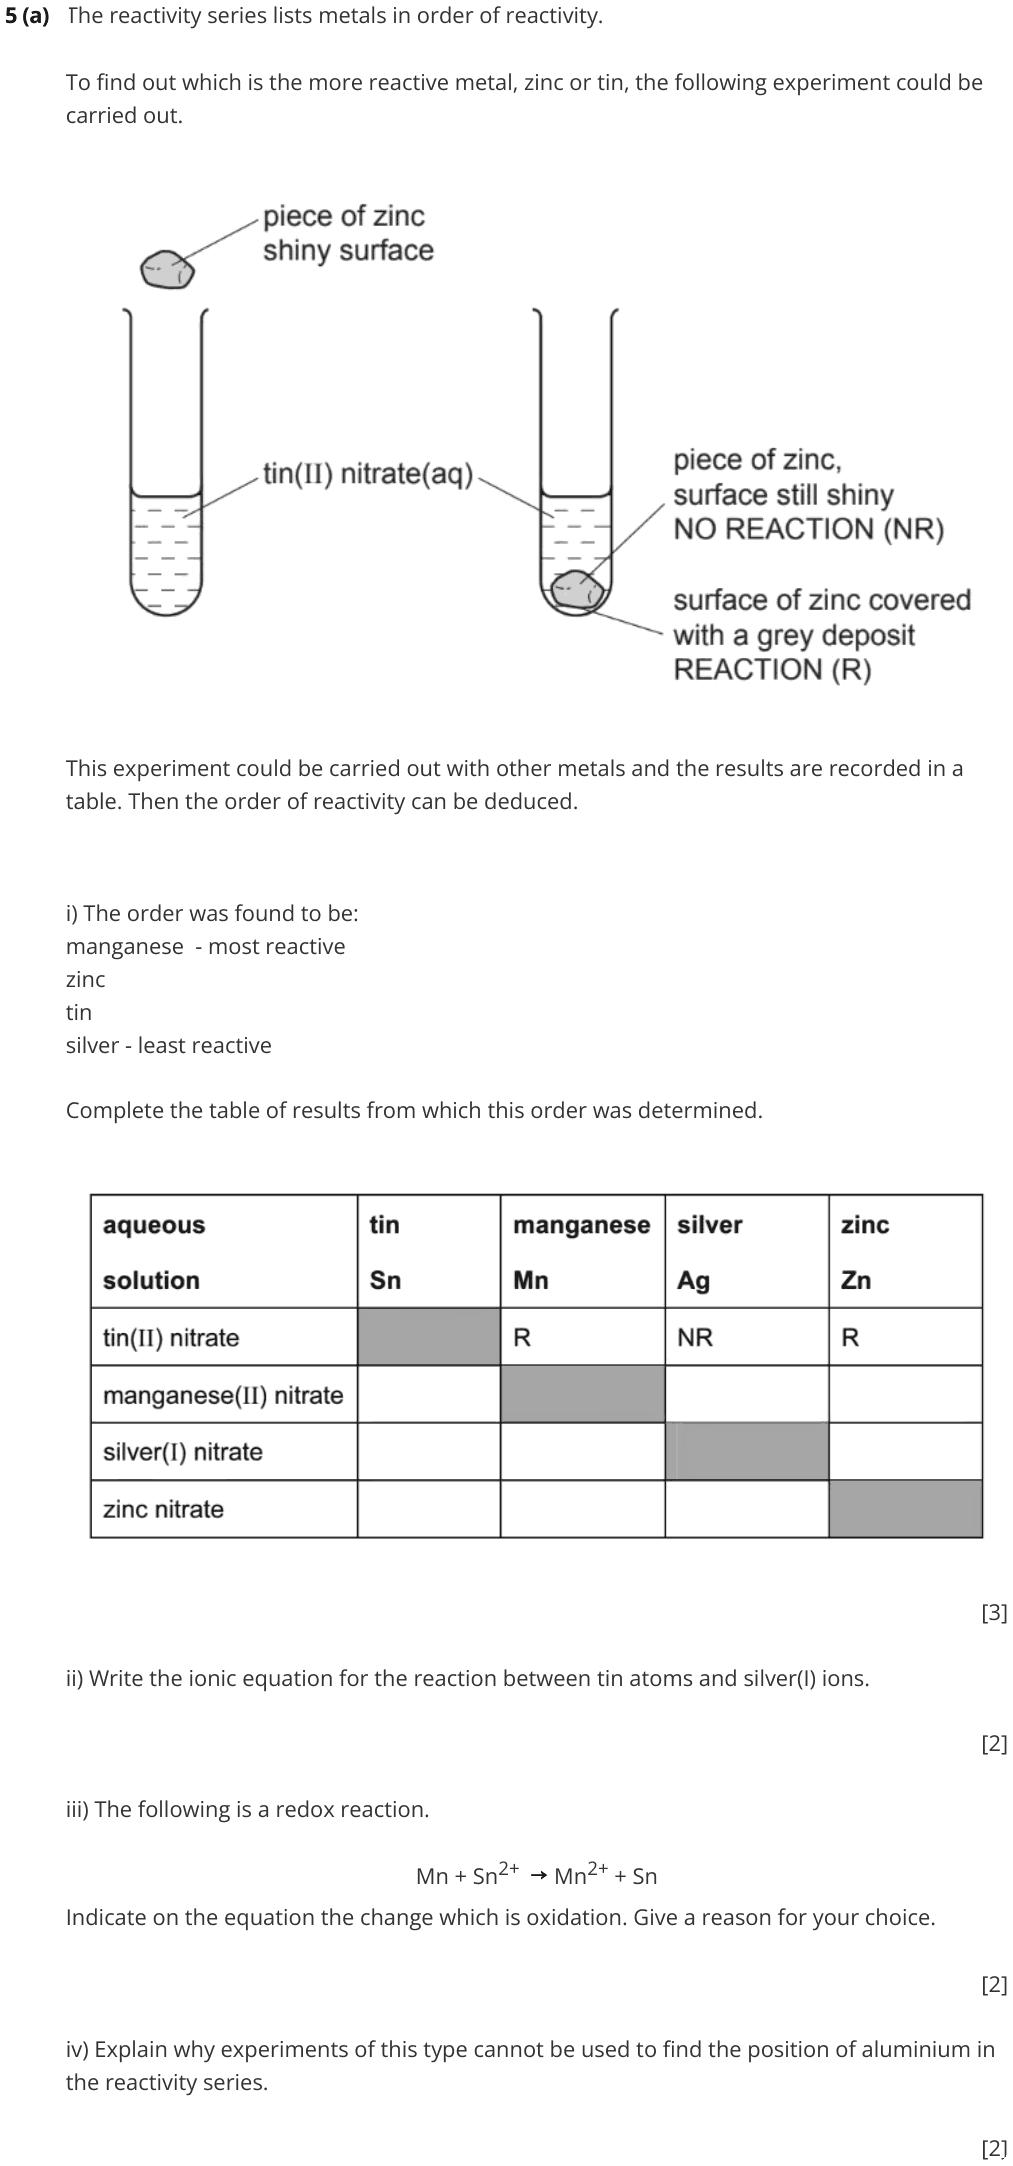 5 (a) The reactivity series lists metals in order of reactivity.
To find out which is the more reactive metal, zinc or tin, the following experiment could be
carried out.
piece of zinc
shiny surface
tin(II) nitrate(aq)
piece of zinc,
surface still shiny
NO REACTION (NR)
surface of zinc covered
with a grey deposit
REACTION (R)
This experiment could be carried out with other metals and the results are recorded in a
table. Then the order of reactivity can be deduced.
i) The order was found to be:
manganese - most reactive
zinc
tin
silver - least reactive
Complete the table of results from which this order was determined.
aqueous tin manganese silver zinc
solution Sn Mn Ag Zn
tin(II) nitrate R NR R
manganese(II) nitrate
silver(I) nitrate
zinc nitrate
[3]
ii) Write the ionic equation for the reaction between tin atoms and silver(I) ions.
[2]
iii) The following is a redox reaction.
Mn + Sn²⁺ → Mn²⁺ + Sn
Indicate on the equation the change which is oxidation. Give a reason for your choice.
[2]
iv) Explain why experiments of this type cannot be used to find the position of aluminium in
the reactivity series.
[2]